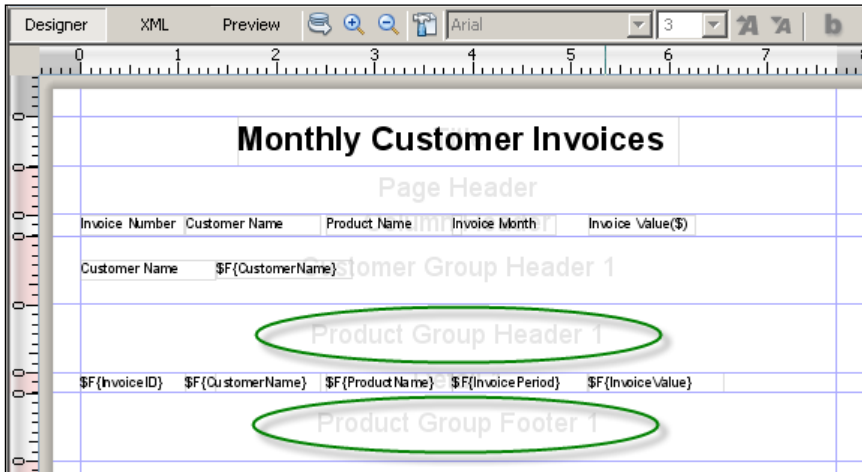 Designer XML Preview Arial 3 b
0 1 2 3 4 5 6 7
Monthly Customer Invoices
Page Header
Invoice Number Customer Name Product Name Invoice Month Invoice Value($)
Customer Group Header 1
Customer Name $F{CustomerName}
Product Group Header 1
$F{InvoiceID} $F{CustomerName} $F{ProductName} $F{InvoicePeriod} $F{InvoiceValue}
Product Group Footer 1